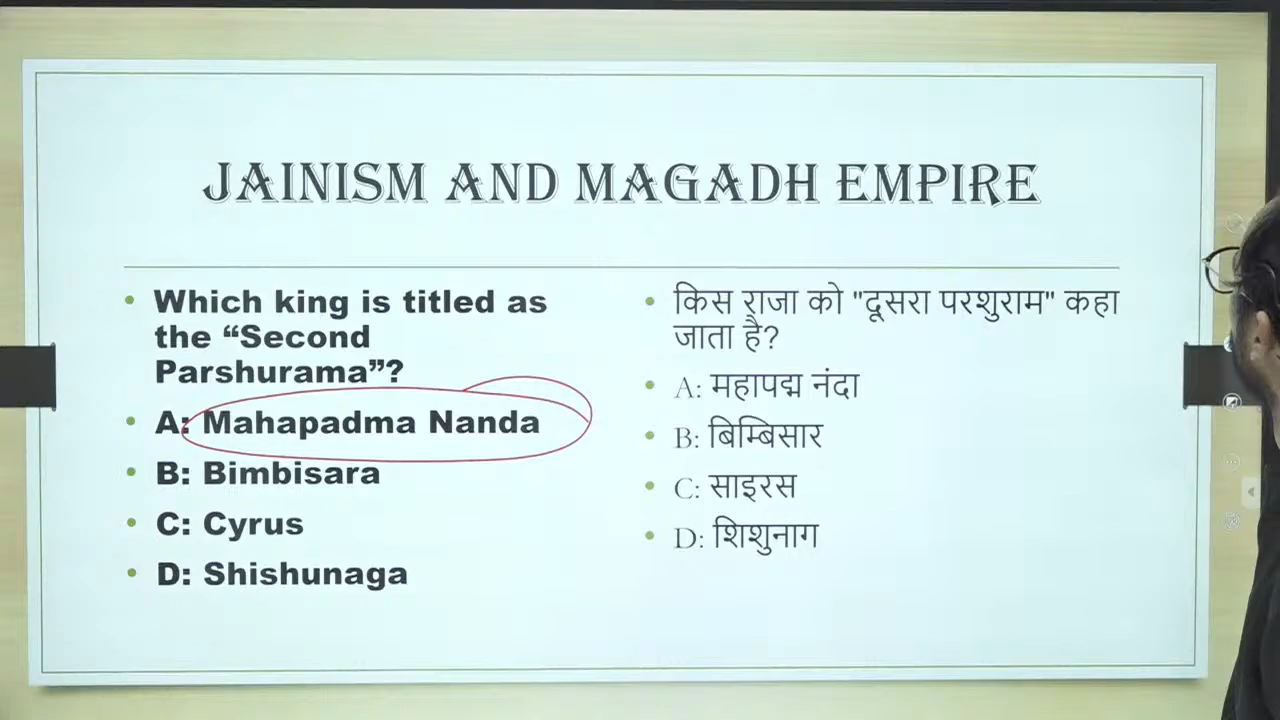 JAINISM AND MAGADH EMPIRE
Which king is titled as
the “Second
Parshurama”?
A: Mahapadma Nanda
B: Bimbisara
C: Cyrus
D: Shishunaga
किस राजा को "दूसरा परशुराम" कहा
जाता है?
A: महापद्म नंदा
B: बिम्बिसार
C: साइरस
D: शिशुनाग